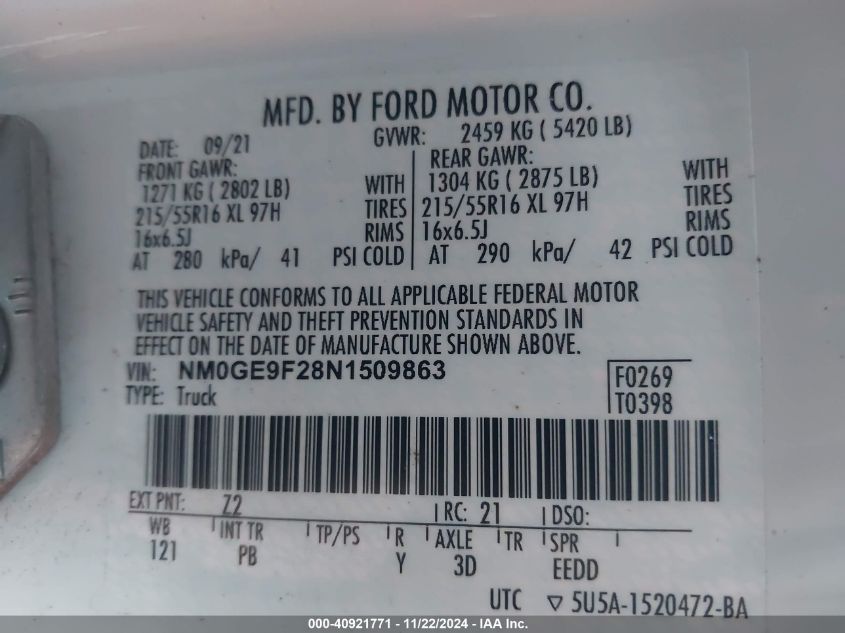 MFD. BY FORD MOTOR CO.
DATE: 09/21 GVWR: 2459 KG ( 5420 LB)
FRONT GAWR: REAR GAWR:
1271 KG ( 2802 LB) WITH 1304 KG ( 2875 LB) WITH
215/55R16 XL 97H TIRES 215/55R16 XL 97H TIRES
16x6.5J RIMS 16x6.5J RIMS
AT 280 kPa/ 41 PSI COLD AT 290 kPa/ 42 PSI COLD
THIS VEHICLE CONFORMS TO ALL APPLICABLE FEDERAL MOTOR
VEHICLE SAFETY AND THEFT PREVENTION STANDARDS IN
EFFECT ON THE DATE OF MANUFACTURE SHOWN ABOVE.
VIN: NM0GE9F28N1509863 F0269
TYPE: Truck T0398
EXT PNT: Z2 RC: 21 DSO:
WB INT TR TP/PS R AXLE TR SPR
121 PB Y 3D EEDD
UTC ▽ 5U5A-1520472-BA
000-40921771 - 11/22/2024 - IAAI Inc.